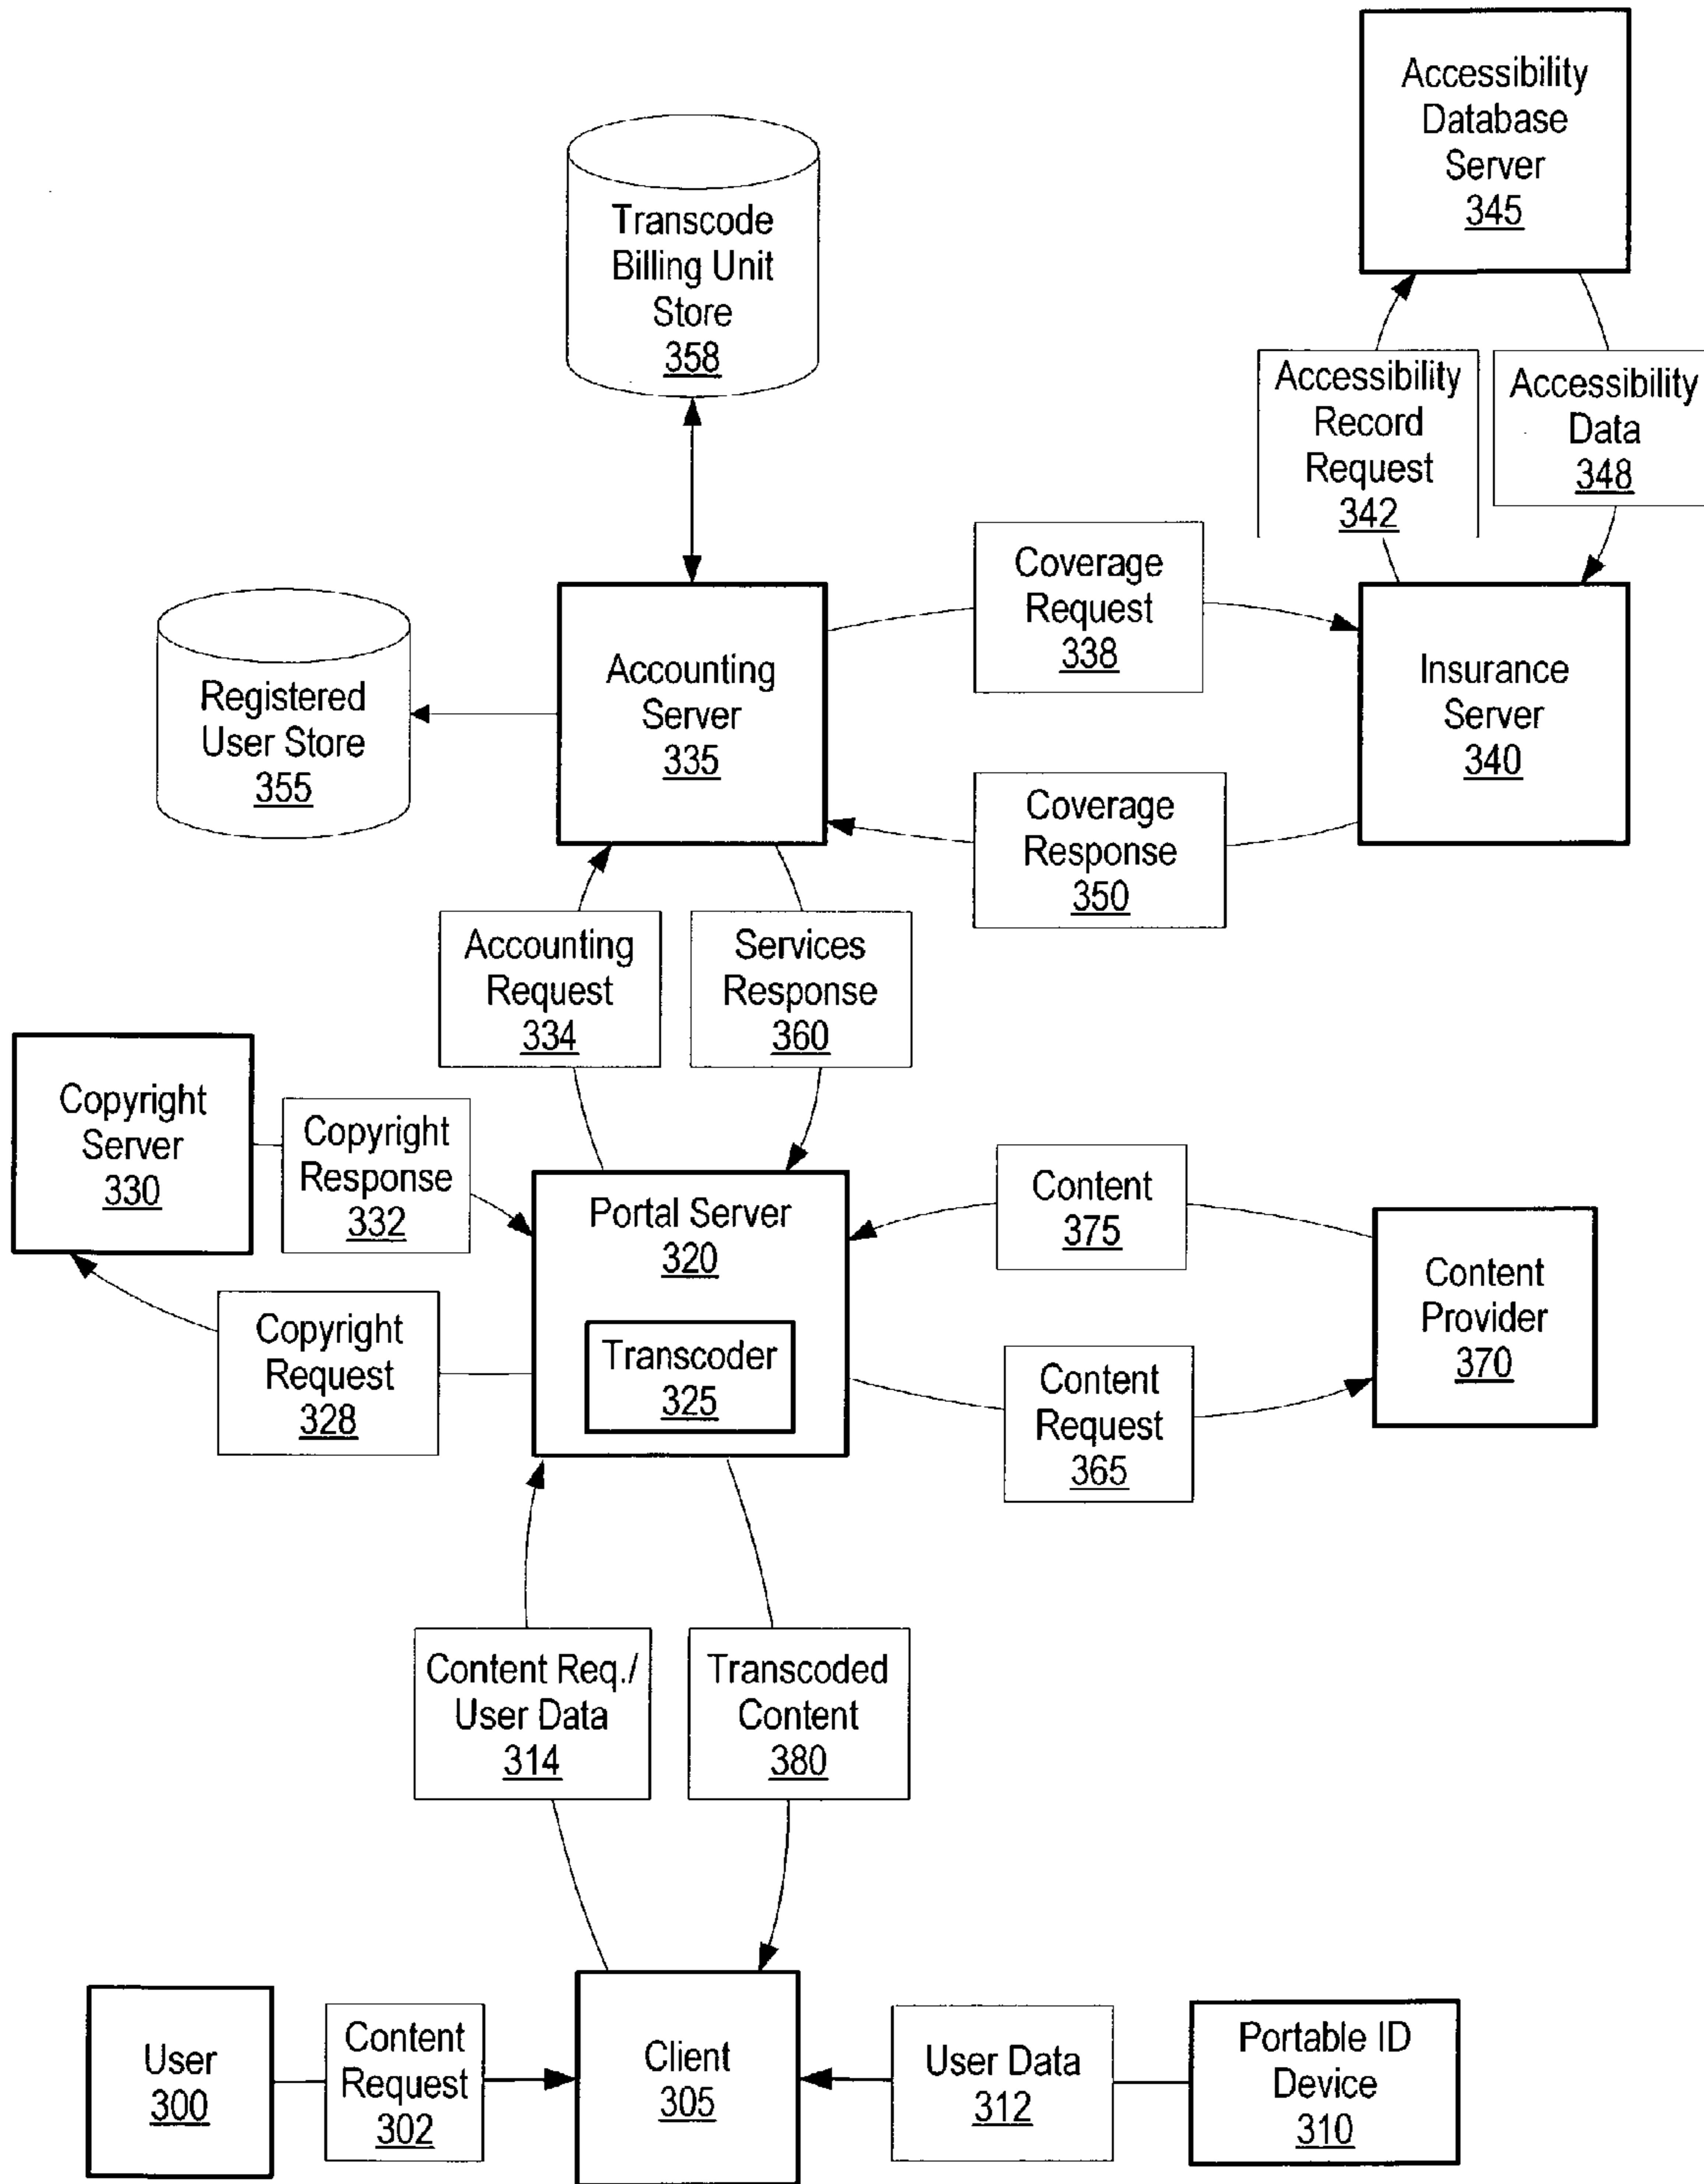 Accessibility
Database
Server
345
Transcode
Billing Unit
Store
358
Accessibility
Record
Request
342
Accessibility
Data
348
Coverage
Request
338
Registered
User Store
355
Accounting
Server
335
Insurance
Server
340
Coverage
Response
350
Accounting
Request
334
Services
Response
360
Copyright
Server
330
Copyright
Response
332
Portal Server
320
Content
375
Content
Provider
370
Copyright
Request
328
Transcoder
325
Content
Request
365
Content Req./
User Data
314
Transcoded
Content
380
User
300
Content
Request
302
Client
305
User Data
312
Portable ID
Device
310